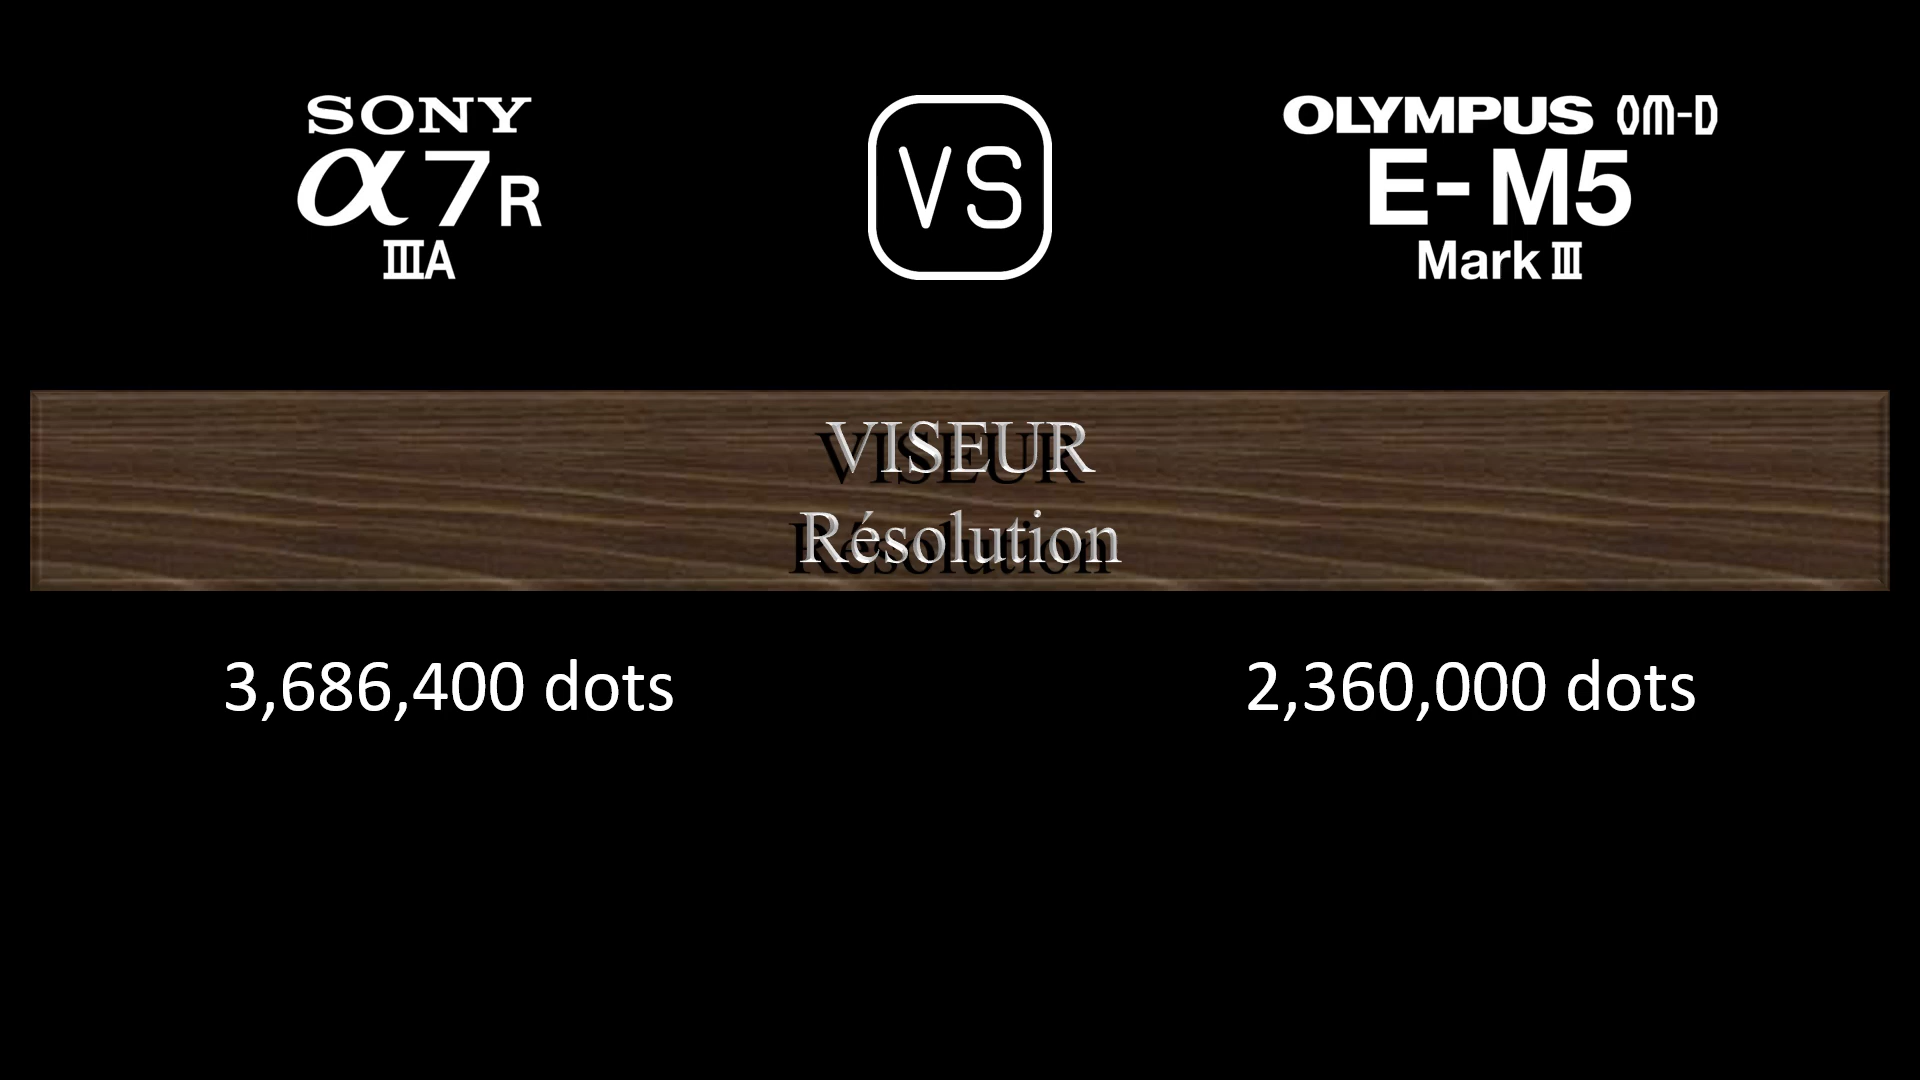 SONY
α7R
IIIA
VS
OLYMPUS OM-D
E-M5
Mark III
VISEUR
Résolution
3,686,400 dots
2,360,000 dots